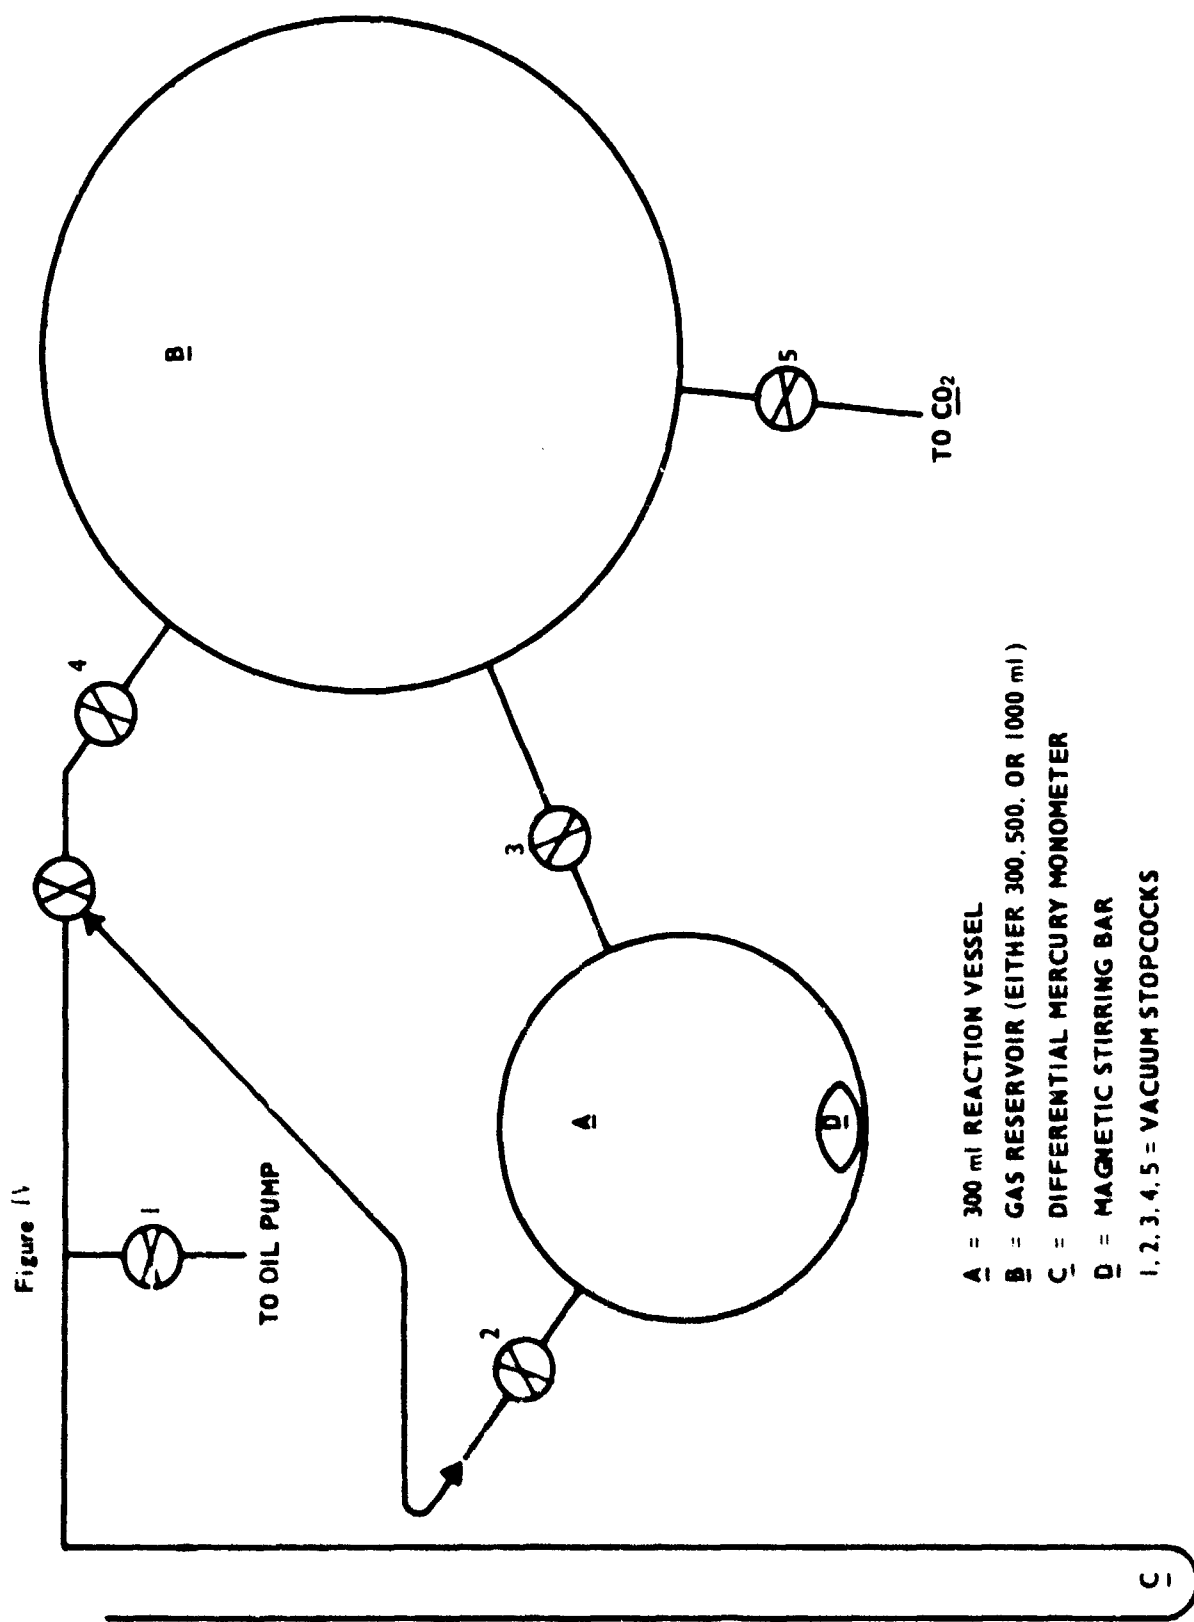 Figure IV
4
B
1
TO OIL PUMP
2
3
A
5
D
TO CO2
A = 300 ml REACTION VESSEL
B = GAS RESERVOIR (EITHER 300, 500, OR 1000 ml)
C = DIFFERENTIAL MERCURY MONOMETER
D = MAGNETIC STIRRING BAR
1, 2, 3, 4, 5 = VACUUM STOPCOCKS
C